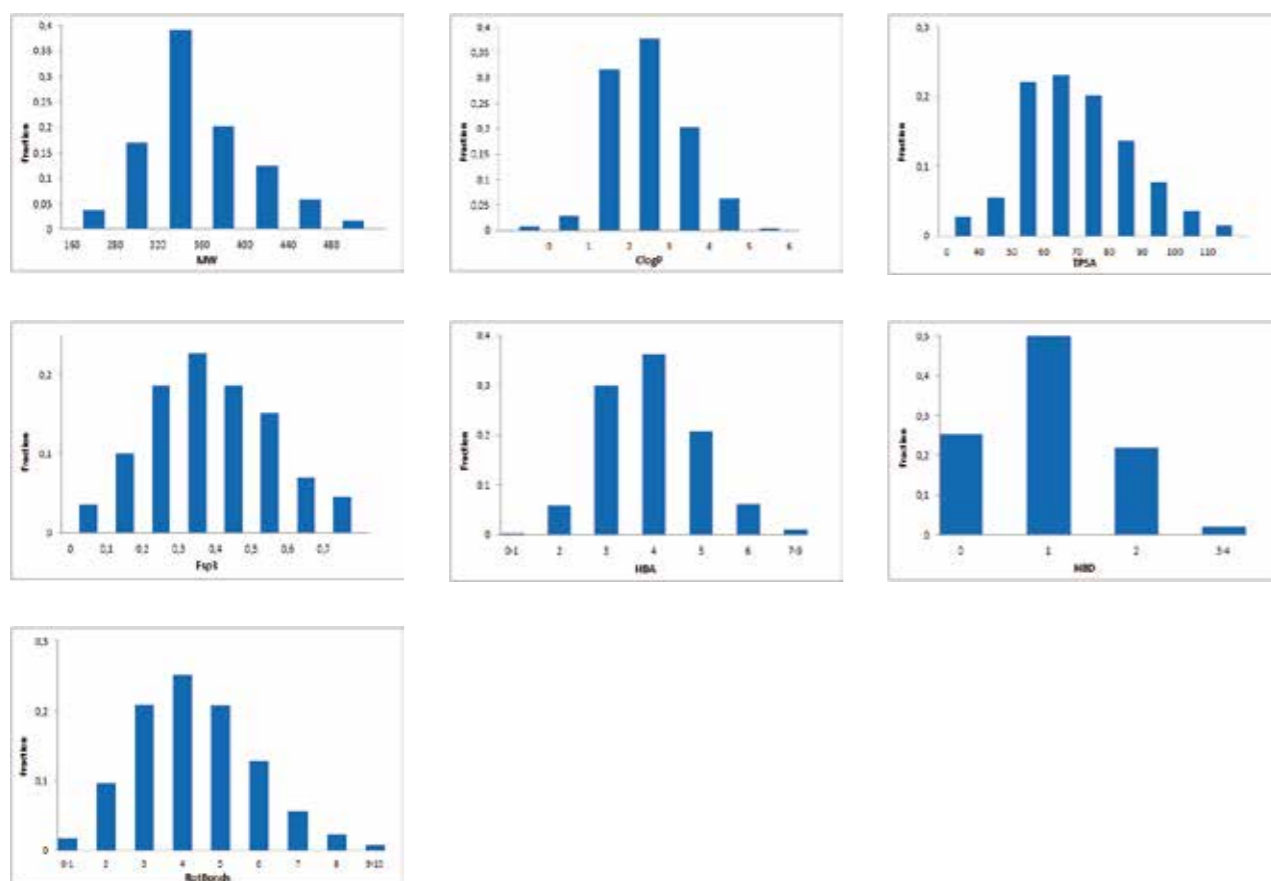 0,4
0,35
0,3
0,25
0,2
0,15
0,1
0,05
0
Fraction
160 280 320 360 400 440 480
MW
0,4
0,35
0,3
0,25
0,2
0,15
0,1
0,05
0
Fraction
0 1 2 3 4 5 6
ClogP
0,3
0,2
0,1
0
Fraction
0 40 50 60 70 80 90 100 110
TPSA
0,2
0,1
0
Fraction
0 0,1 0,2 0,3 0,4 0,5 0,6 0,7
Fsp3
0,4
0,3
0,2
0,1
0
Fraction
0-1 2 3 4 5 6 7-9
HBA
0,5
0,4
0,3
0,2
0,1
0
Fraction
0 1 2 3-4
HBD
0,3
0,2
0,1
0
Fraction
0-1 2 3 4 5 6 7 8 9-10
RotBonds